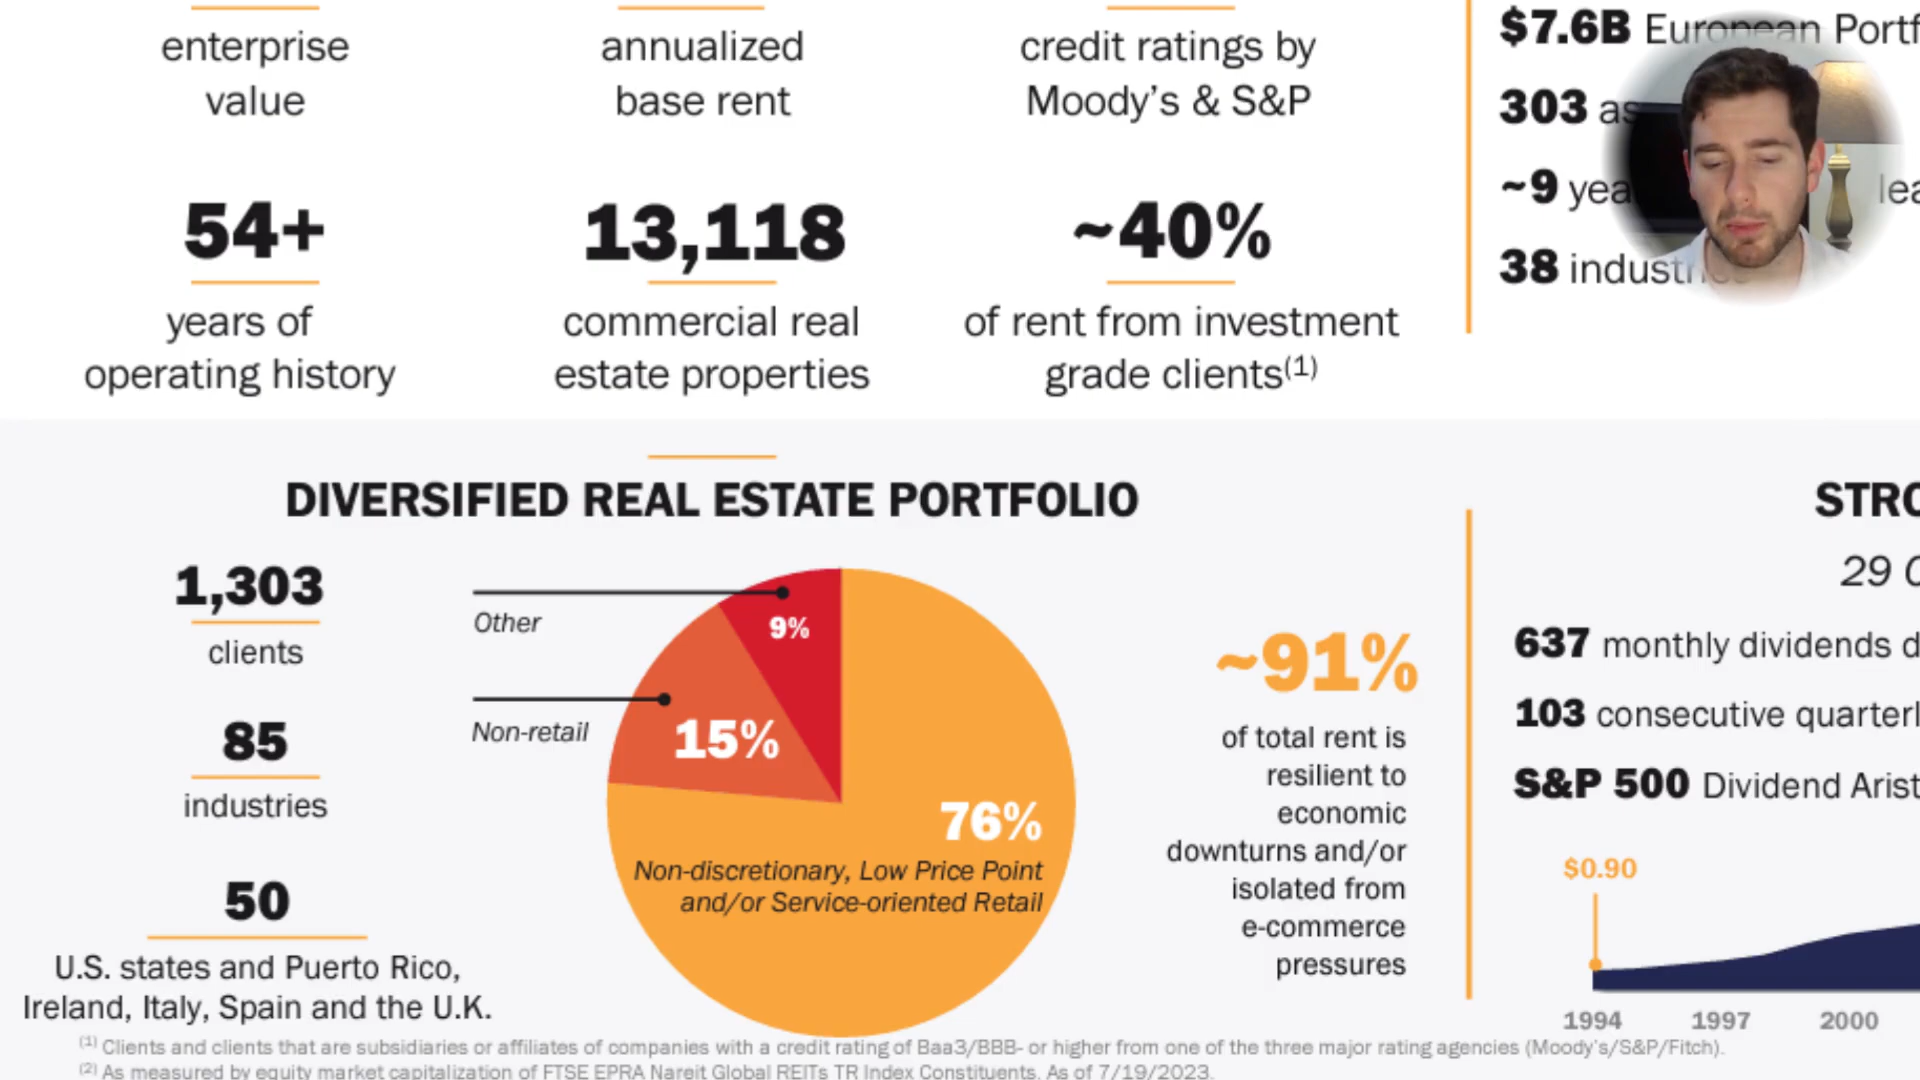 enterprise
value
annualized
base rent
credit ratings by
Moody's & S&P
54+
years of
operating history
13,118
commercial real
estate properties
~40%
of rent from investment
grade clients(1)
$7.6B European
303
~9
38
DIVERSIFIED REAL ESTATE PORTFOLIO
1,303
clients
85
industries
50
U.S. states and Puerto Rico,
Ireland, Italy, Spain and the U.K.
Other
9%
Non-retail
15%
76%
Non-discretionary, Low Price Point
and/or Service-oriented Retail
~91%
of total rent is
resilient to
economic
downturns and/or
isolated from
e-commerce
pressures
29
637 monthly dividends
103 consecutive
S&P 500 Dividend
$0.90
1994 1997 2000
(1) Clients and clients that are subsidiaries or affiliates of companies with a credit rating of Baa3/BBB- or higher from one of the three major rating agencies (Moody's/S&P/Fitch).
(2) As measured by equity market capitalization of FTSE EPRA Nareit Global REITs TR Index Constituents. As of 7/19/2023.